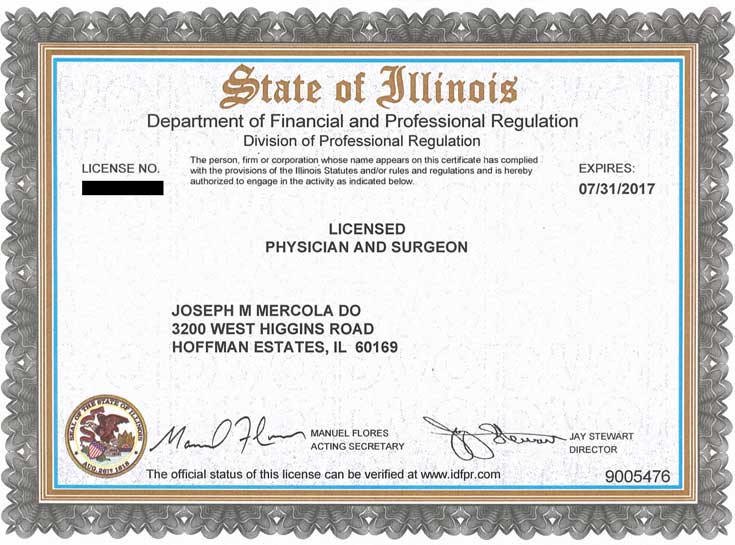 State of Illinois
Department of Financial and Professional Regulation
Division of Professional Regulation
LICENSE NO.
The person, firm or corporation whose name appears on this certificate has complied
with the provisions of the Illinois Statutes and/or rules and regulations and is hereby
authorized to engage in the activity as indicated below.
EXPIRES:
07/31/2017
LICENSED
PHYSICIAN AND SURGEON
JOSEPH M MERCOLA DO
3200 WEST HIGGINS ROAD
HOFFMAN ESTATES, IL 60169
SEAL OF THE STATE OF ILLINOIS
AUG. 26TH 1818
MANUEL FLORES
ACTING SECRETARY
JAY STEWART
DIRECTOR
The official status of this license can be verified at www.idfpr.com
9005476